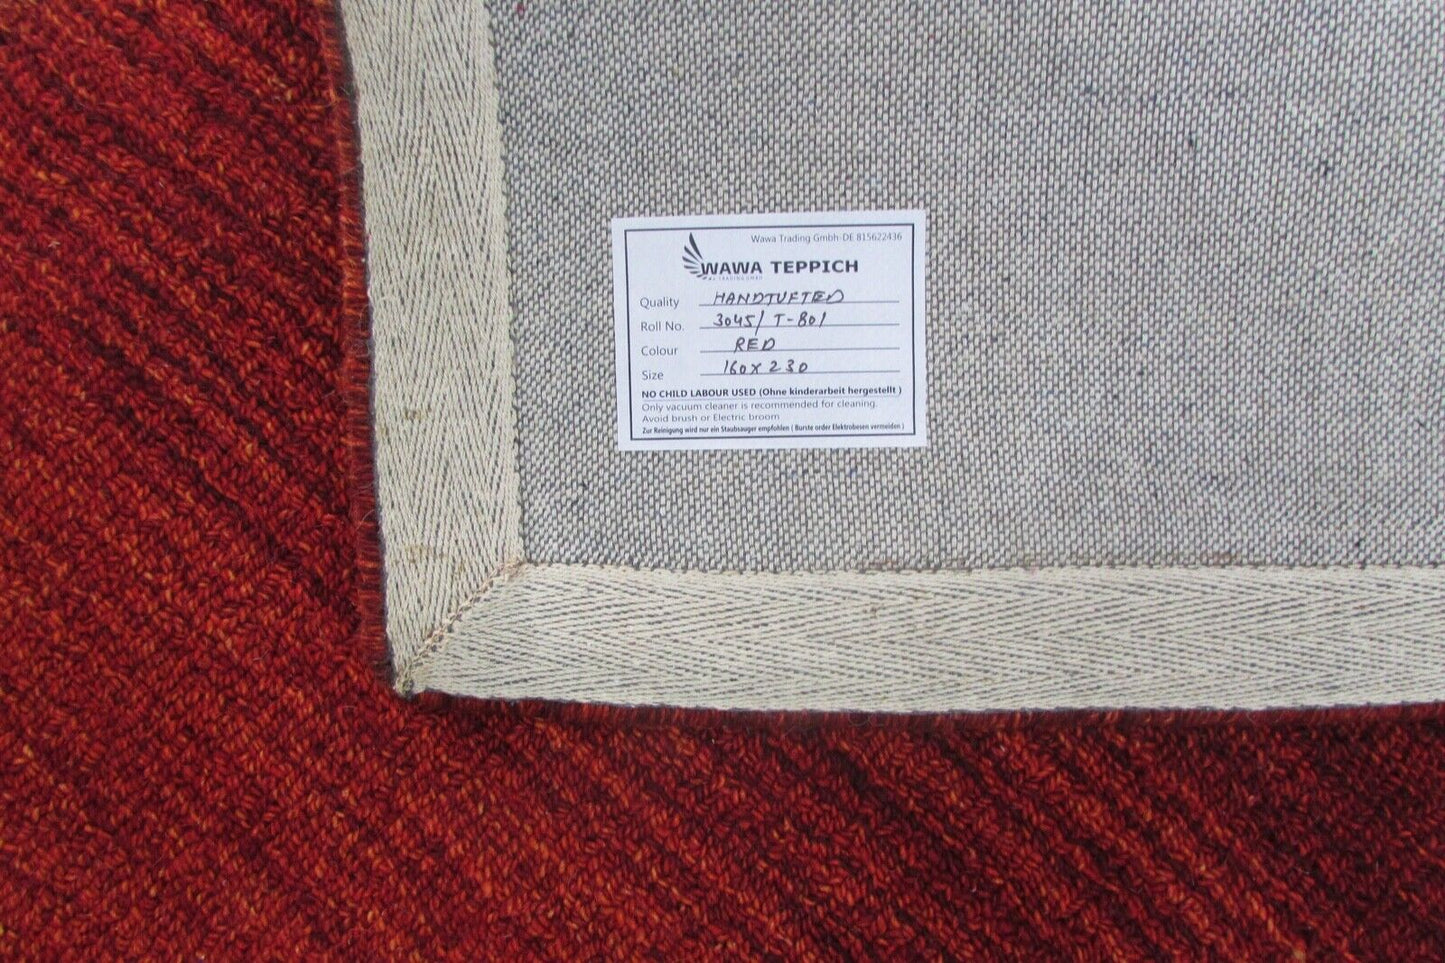 Wawa Trading Gmbh-DE 815622436
WAWA TEPPICH
Quality HANDTUFTED
Roll No. 3045/ T-801
Colour RED
Size 160x230
NO CHILD LABOUR USED (Ohne kinderarbeit hergestellt )
Only vacuum cleaner is recommended for cleaning.
Avoid brush or Electric broom
Zur Reinigung wird nur ein Staubsauger empfohlen ( Burste order Elektrobesen vermeiden )